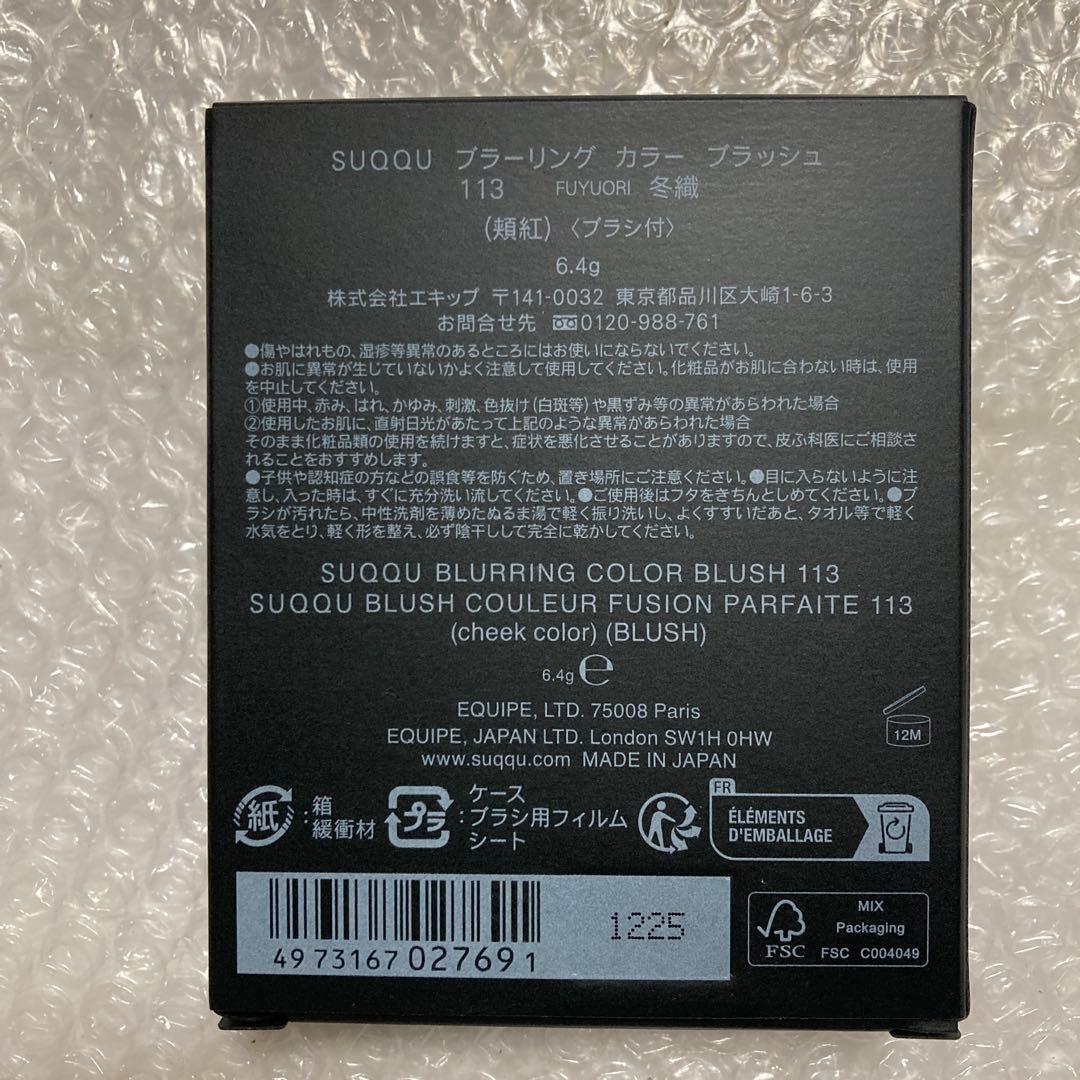 SUQQU ブラーリング カラー ブラッシュ
113 FUYUORI 冬織
(頬紅)〈ブラシ付〉
6.4g
株式会社エキップ 〒141-0032 東京都品川区大崎1-6-3
お問合せ先 0120-988-761
●傷やはれもの、湿疹等異常のあるところにはお使いにならないでください。
●お肌に異常が生じていないかよく注意して使用してください。化粧品がお肌に合わない時は、使用
を中止してください。
①使用中、赤み、はれ、かゆみ、刺激、色抜け(白斑等)や黒ずみ等の異常があらわれた場合
②使用したお肌に、直射日光があたって上記のような異常があらわれた場合
そのまま化粧品類の使用を続けますと、症状を悪化させることがありますので、皮ふ科医にご相談さ
れることをおすすめします。
●子供や認知症の方などの誤食等を防ぐため、置き場所にご注意ください。●目に入らないように注
意し、入った時は、すぐに充分洗い流してください。●ご使用後はフタをきちんとしめてください。●ブ
ラシが汚れたら、中性洗剤を薄めたぬるま湯で軽く振り洗いし、よくすすいだあと、タオル等で軽く
水気をとり、軽く形を整え、必ず陰干しして完全に乾かしてください。
SUQQU BLURRING COLOR BLUSH 113
SUQQU BLUSH COULEUR FUSION PARFAITE 113
(cheek color) (BLUSH)
6.4g ℮
EQUIPE, LTD. 75008 Paris
EQUIPE, JAPAN LTD. London SW1H 0HW
www.suqqu.com MADE IN JAPAN
12M
紙:箱
緩衝材
プラ:ケース
ブラシ用フィルム
シート
FR
ÉLÉMENTS
D'EMBALLAGE
4973167027691
1225
FSC
MIX
Packaging
FSC C004049